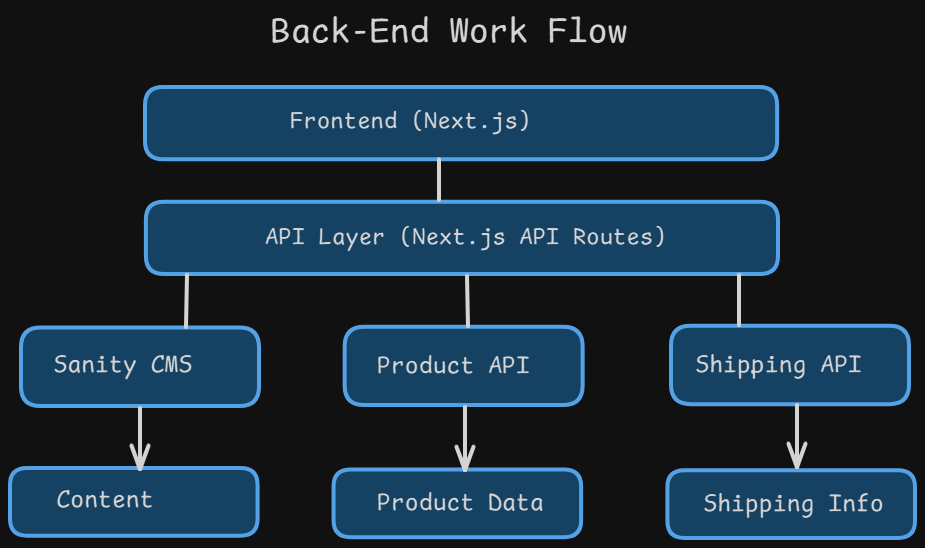 Back-End Work Flow
Frontend (Next.js)
API Layer (Next.js API Routes)
Sanity CMS
Product API
Shipping API
Content
Product Data
Shipping Info